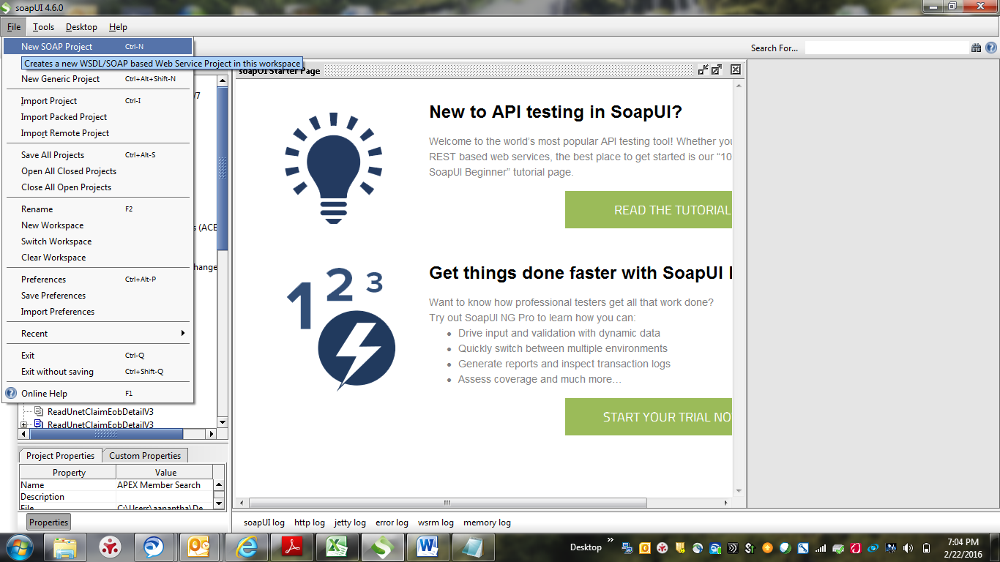 soapUI 4.6.0
File Tools Desktop Help
New SOAP Project Ctrl-N
Creates a new WSDL/SOAP based Web Service Project in this workspace
New Generic Project Ctrl+Alt+Shift-N
Import Project Ctrl-I
Import Packed Project
Import Remote Project
Save All Projects Ctrl+Alt-S
Open All Closed Projects
Close All Open Projects
Rename F2
New Workspace
Switch Workspace
Clear Workspace
Preferences Ctrl+Alt-P
Save Preferences
Import Preferences
Recent
Exit Ctrl-Q
Exit without saving Ctrl+Shift-Q
Online Help F1
V7
s (ACE
hange
ReadUnetClaimEobDetailV3
ReadUnetClaimEobDetailV3
Project Properties Custom Properties
Property Value
Name APEX Member Search
Description
File C:\Users\aanantha\De
Properties
Search For...
soapUI Starter Page
New to API testing in SoapUI?
Welcome to the world's most popular API testing tool! Whether you
REST based web services, the best place to get started is our “10
SoapUI Beginner” tutorial page.
READ THE TUTORIAL
1 2 3
Get things done faster with SoapUI
Want to know how professional testers get all that work done?
Try out SoapUI NG Pro to learn how you can:
• Drive input and validation with dynamic data
• Quickly switch between multiple environments
• Generate reports and inspect transaction logs
• Assess coverage and much more…
START YOUR TRIAL NO
soapUI log http log jetty log error log wsrm log memory log
Desktop »
7:04 PM
2/22/2016